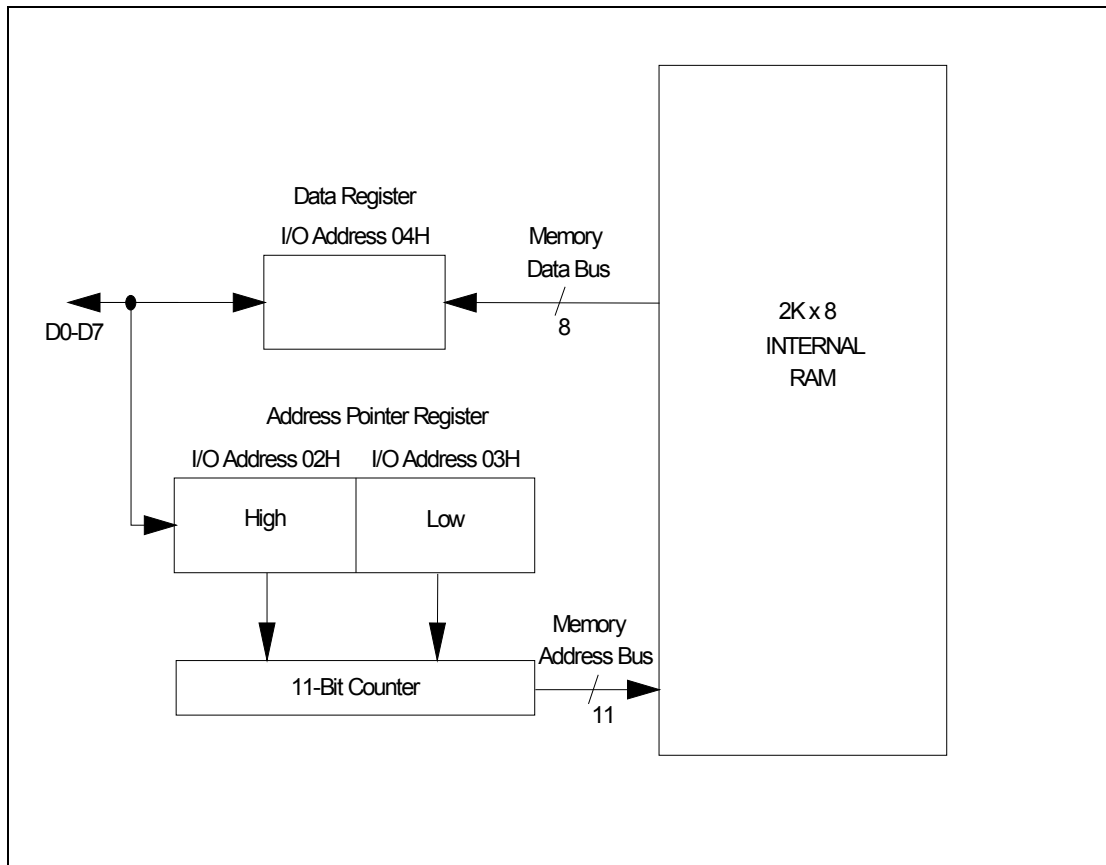 Data Register
I/O Address 04H
Memory
Data Bus
8
D0-D7
2K x 8
INTERNAL
RAM
Address Pointer Register
I/O Address 02H
I/O Address 03H
High
Low
Memory
Address Bus
11
11-Bit Counter